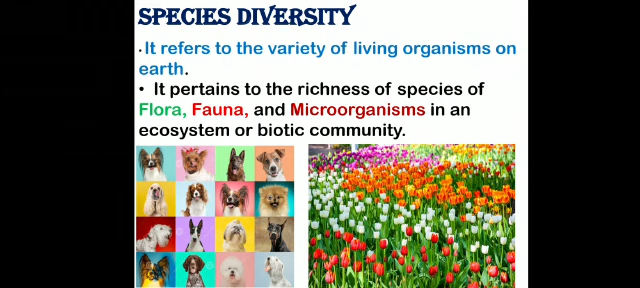 SPECIES DIVERSITY
• It refers to the variety of living organisms on
earth.
• It pertains to the richness of species of
Flora, Fauna, and Microorganisms in an
ecosystem or biotic community.